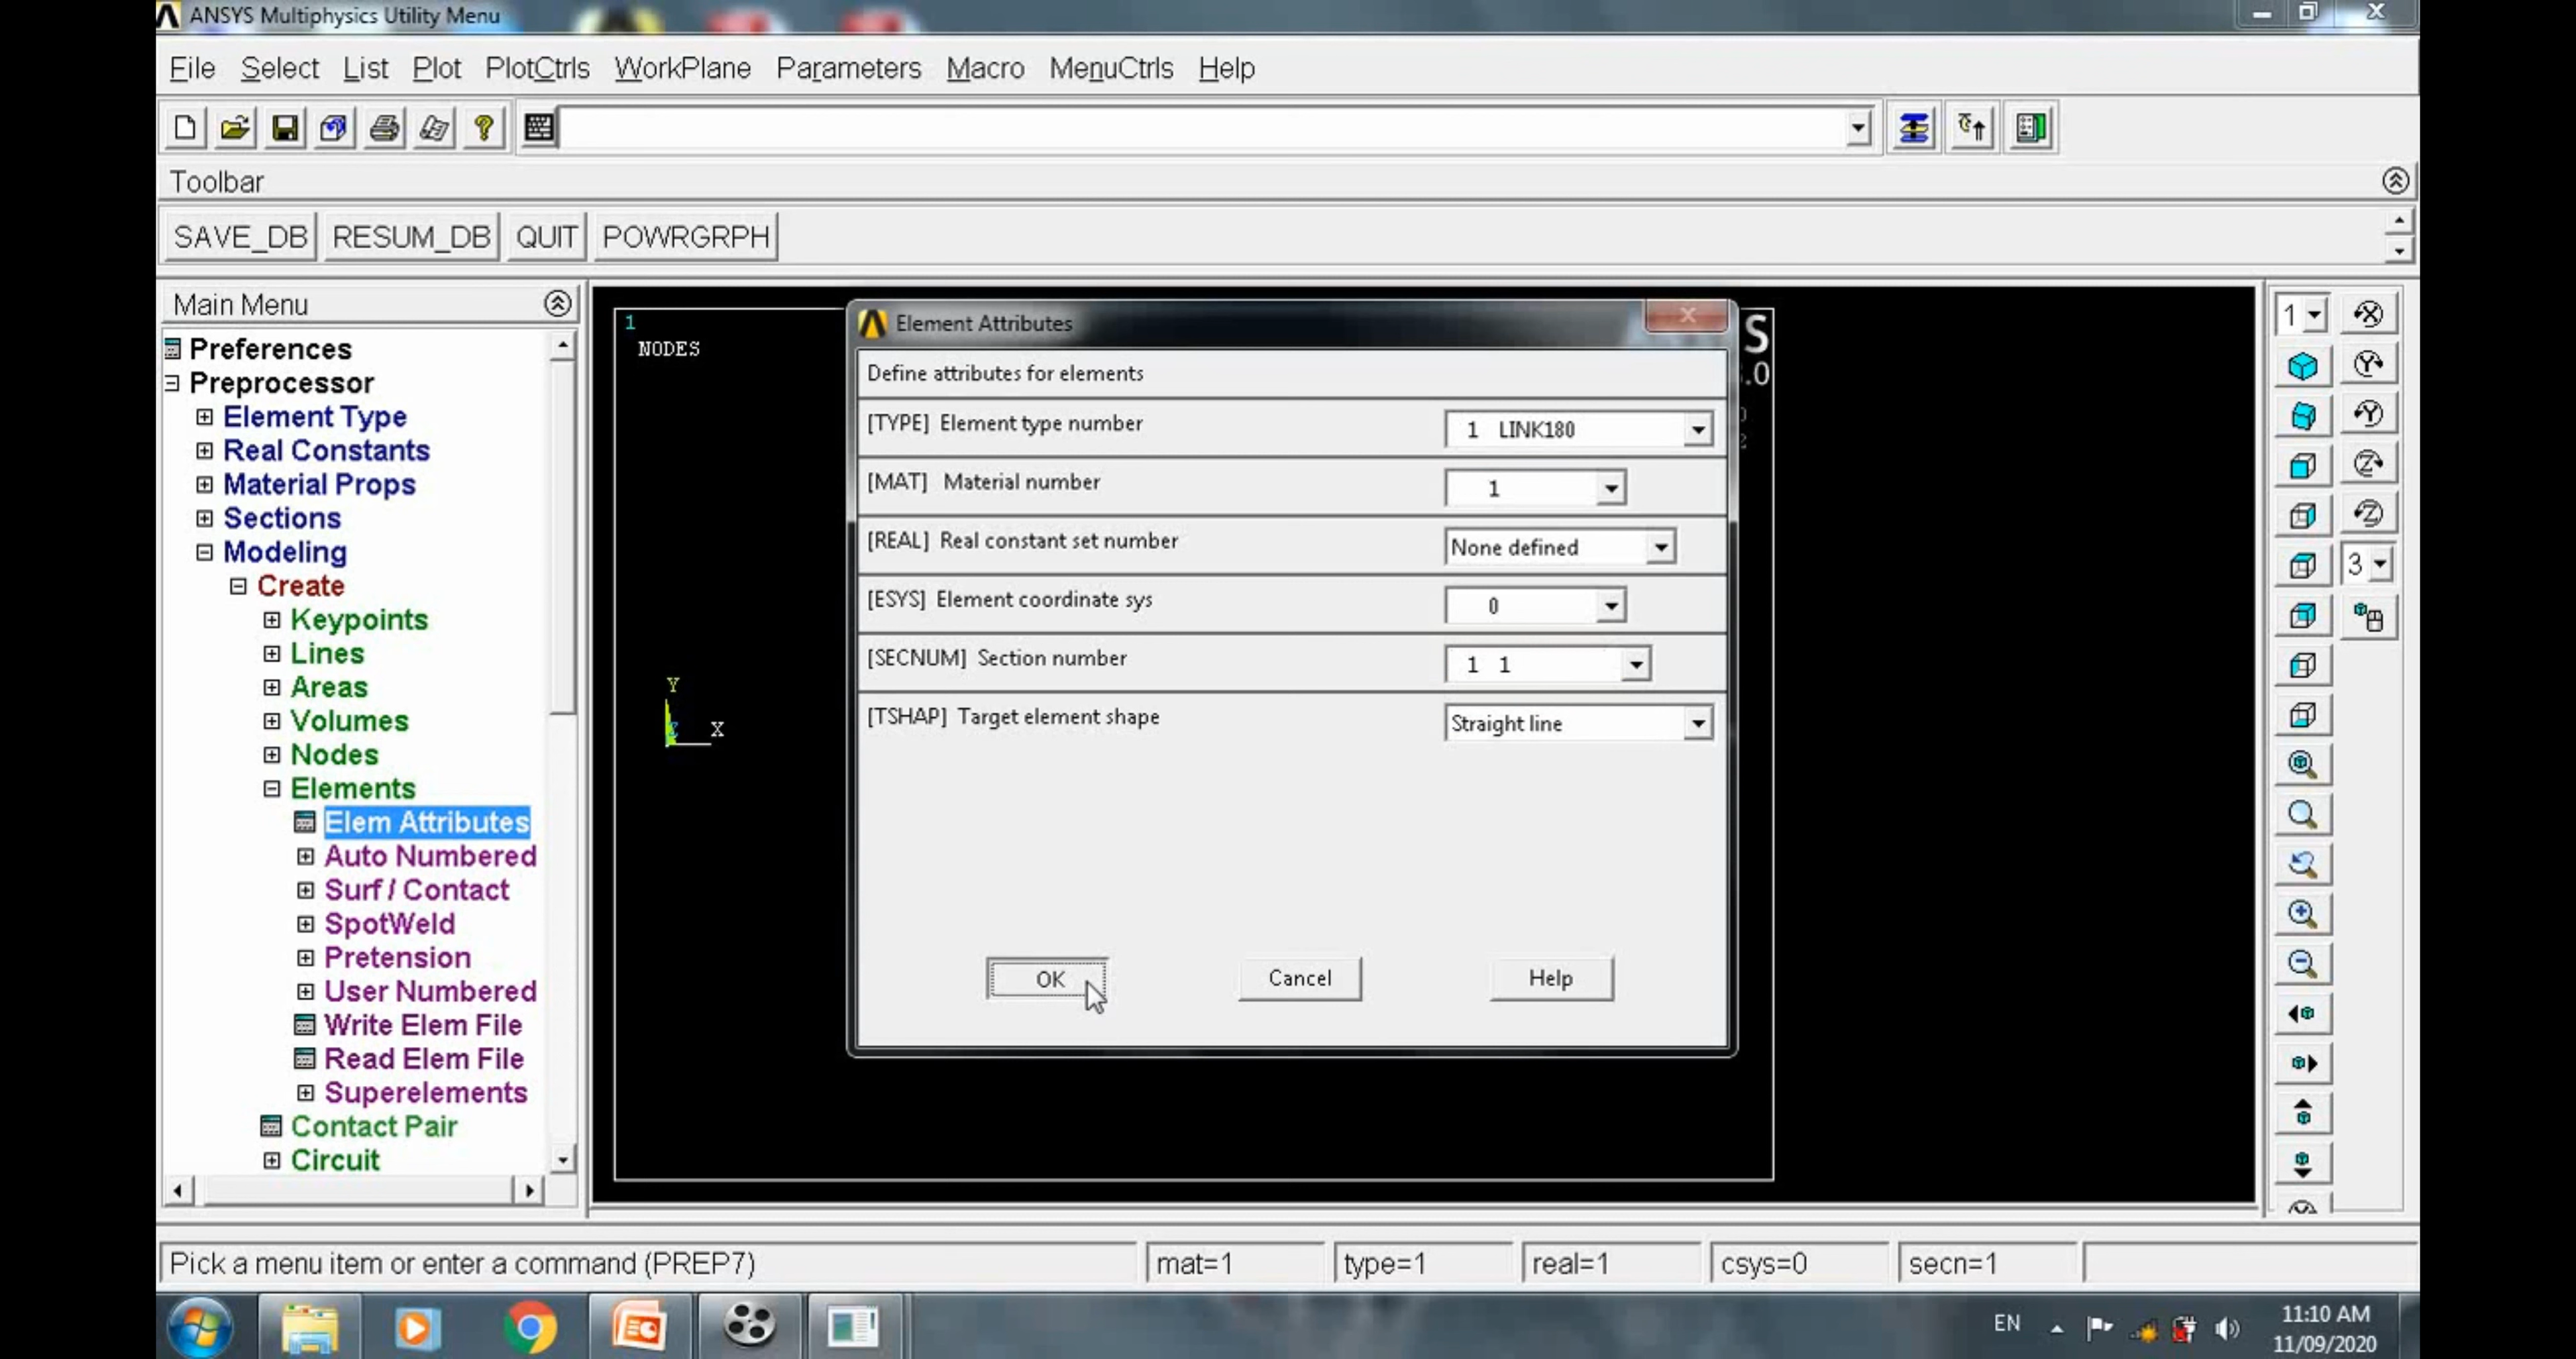 ANSYS Multiphysics Utility Menu
File Select List Plot PlotCtrls WorkPlane Parameters Macro MenuCtrls Help
Toolbar
SAVE_DB RESUM_DB QUIT POWRGRPH
Main Menu
Preferences
Preprocessor
Element Type
Real Constants
Material Props
Sections
Modeling
Create
Keypoints
Lines
Areas
Volumes
Nodes
Elements
Elem Attributes
Auto Numbered
Surf / Contact
SpotWeld
Pretension
User Numbered
Write Elem File
Read Elem File
Superelements
Contact Pair
Circuit
1
NODES
Y
X
S
.0
Element Attributes
Define attributes for elements
[TYPE] Element type number 1 LINK180
[MAT] Material number 1
[REAL] Real constant set number None defined
[ESYS] Element coordinate sys 0
[SECNUM] Section number 1 1
[TSHAP] Target element shape Straight line
OK Cancel Help
1
3
Pick a menu item or enter a command (PREP7) mat=1 type=1 real=1 csys=0 secn=1
EN
11:10 AM
11/09/2020